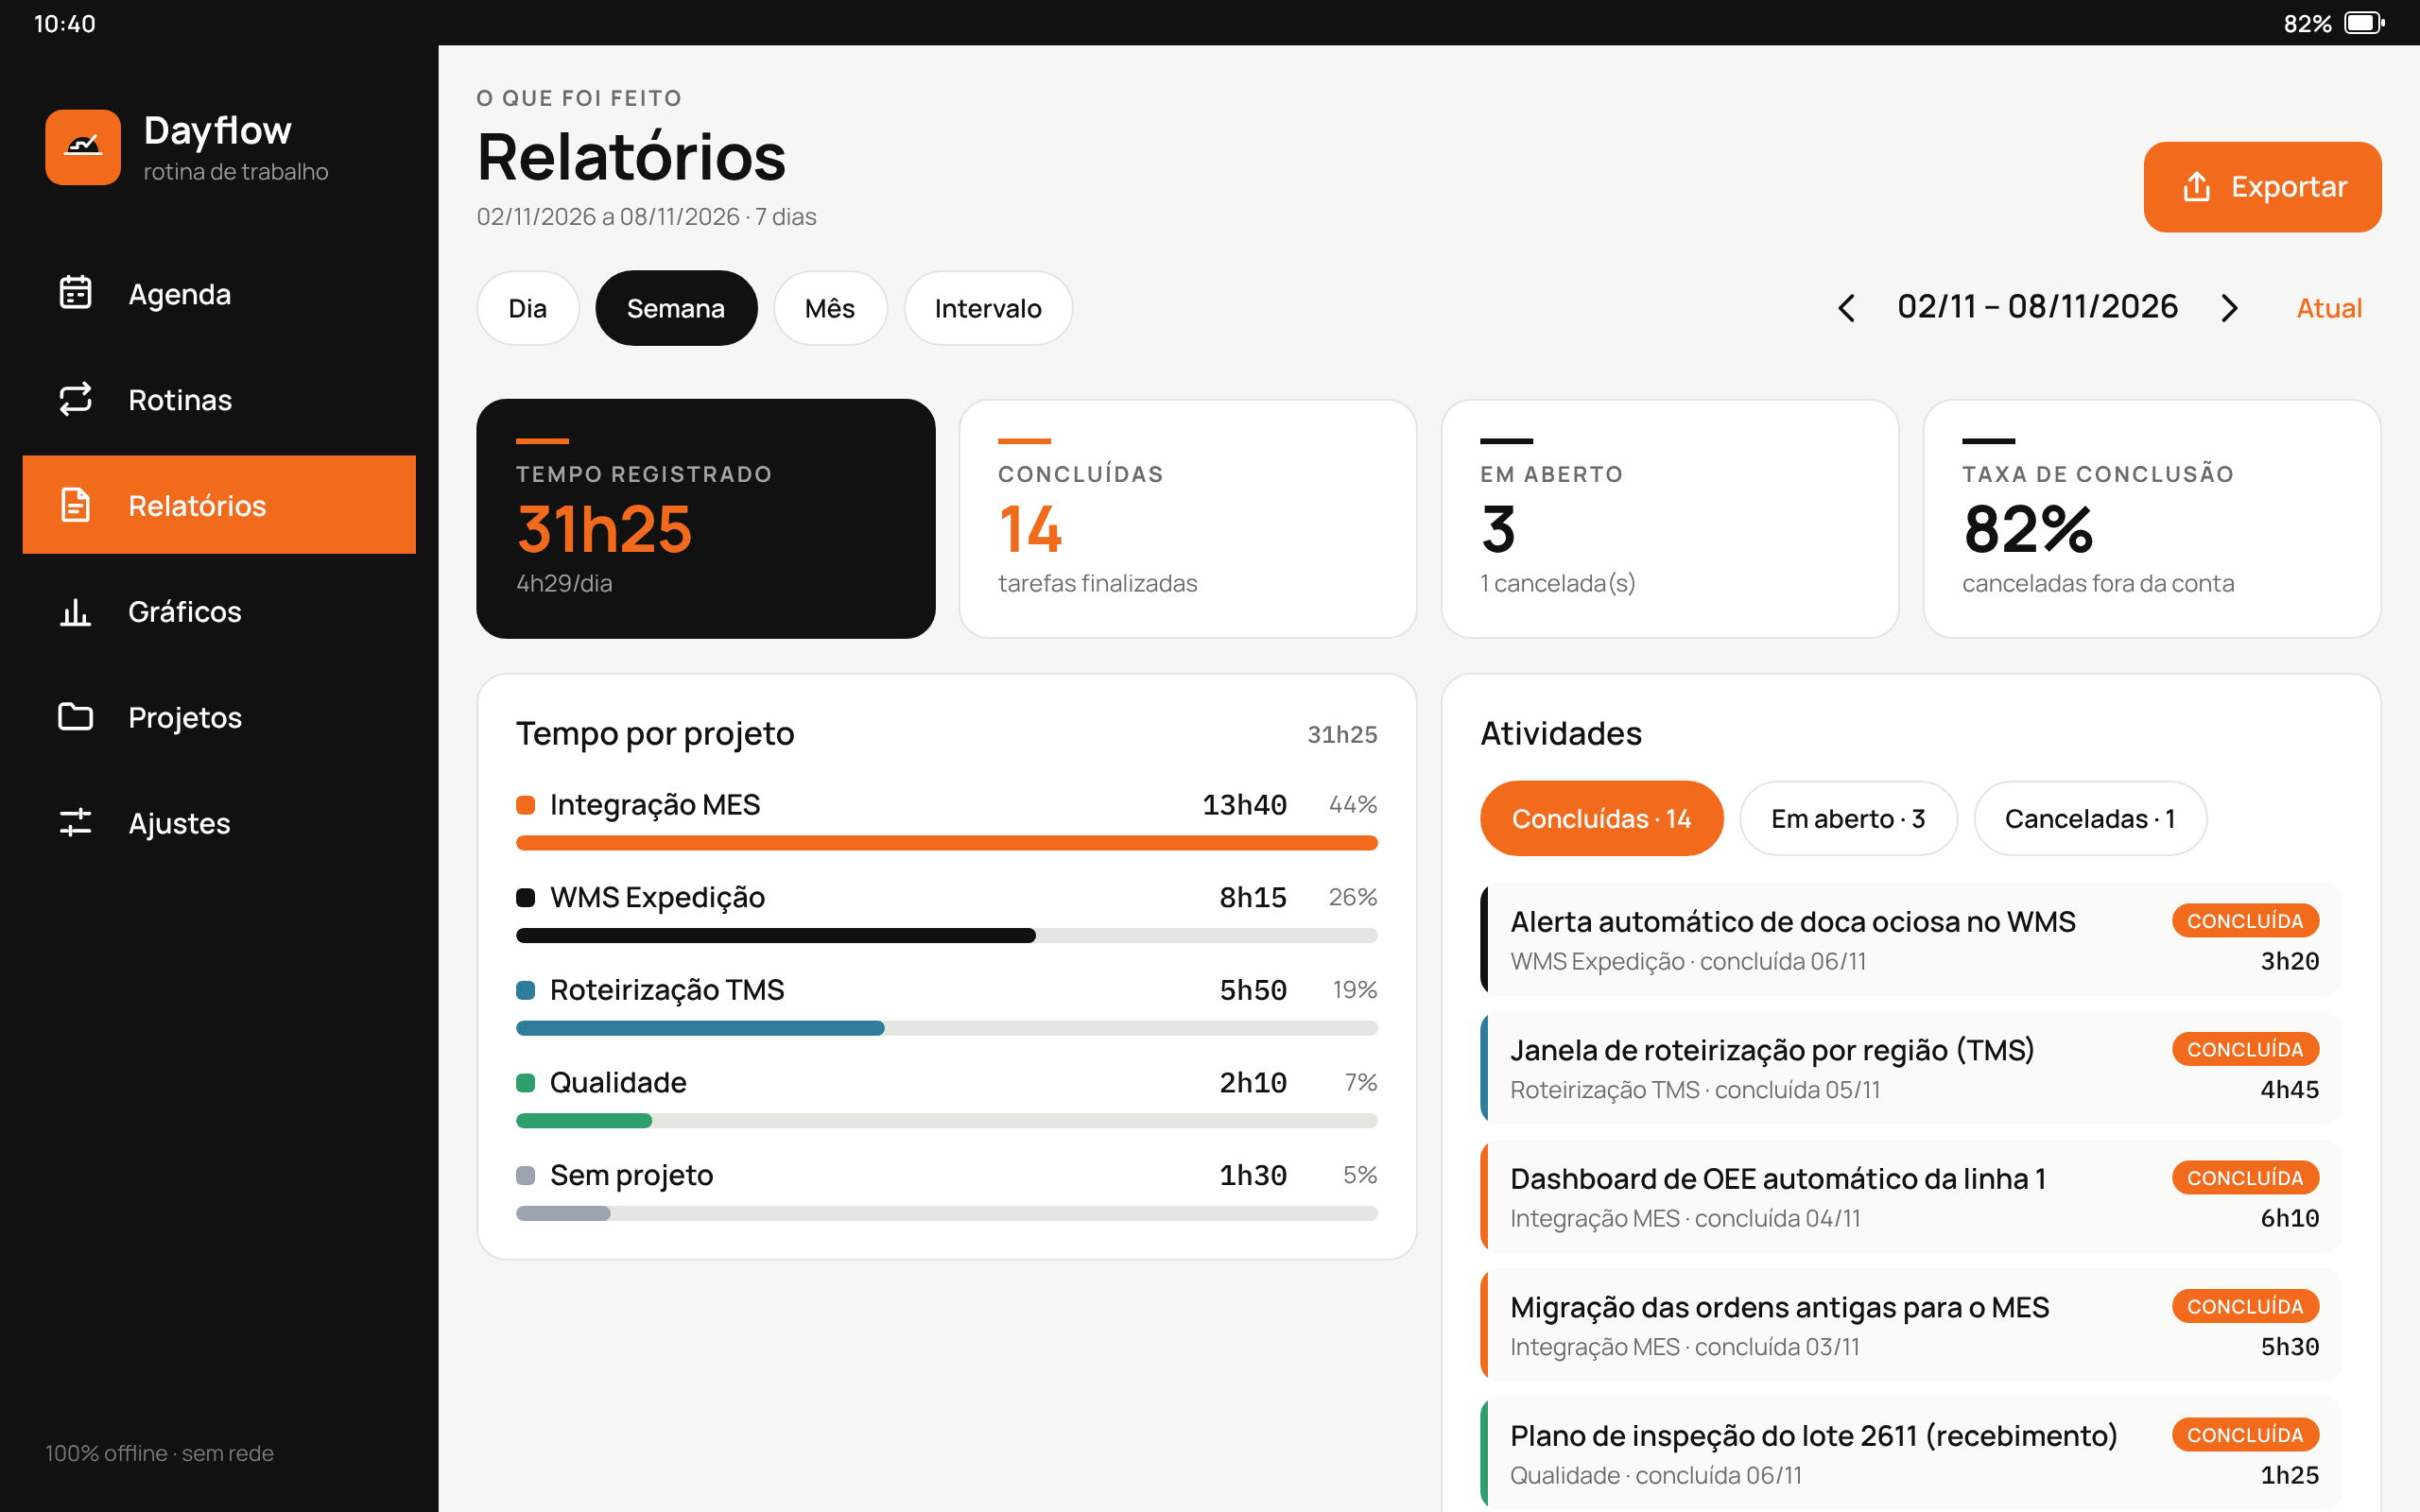 10:40
82%
Dayflow
rotina de trabalho
Agenda
Rotinas
Relatórios
Gráficos
Projetos
Ajustes
100% offline · sem rede
O QUE FOI FEITO
Relatórios
02/11/2026 a 08/11/2026 · 7 dias
Exportar
Dia
Semana
Mês
Intervalo
02/11 – 08/11/2026
Atual
TEMPO REGISTRADO
31h25
4h29/dia
CONCLUÍDAS
14
tarefas finalizadas
EM ABERTO
3
1 cancelada(s)
TAXA DE CONCLUSÃO
82%
canceladas fora da conta
Tempo por projeto 31h25
Integração MES 13h40 44%
WMS Expedição 8h15 26%
Roteirização TMS 5h50 19%
Qualidade 2h10 7%
Sem projeto 1h30 5%
Atividades
Concluídas · 14
Em aberto · 3
Canceladas · 1
Alerta automático de doca ociosa no WMS CONCLUÍDA
WMS Expedição · concluída 06/11 3h20
Janela de roteirização por região (TMS) CONCLUÍDA
Roteirização TMS · concluída 05/11 4h45
Dashboard de OEE automático da linha 1 CONCLUÍDA
Integração MES · concluída 04/11 6h10
Migração das ordens antigas para o MES CONCLUÍDA
Integração MES · concluída 03/11 5h30
Plano de inspeção do lote 2611 (recebimento) CONCLUÍDA
Qualidade · concluída 06/11 1h25